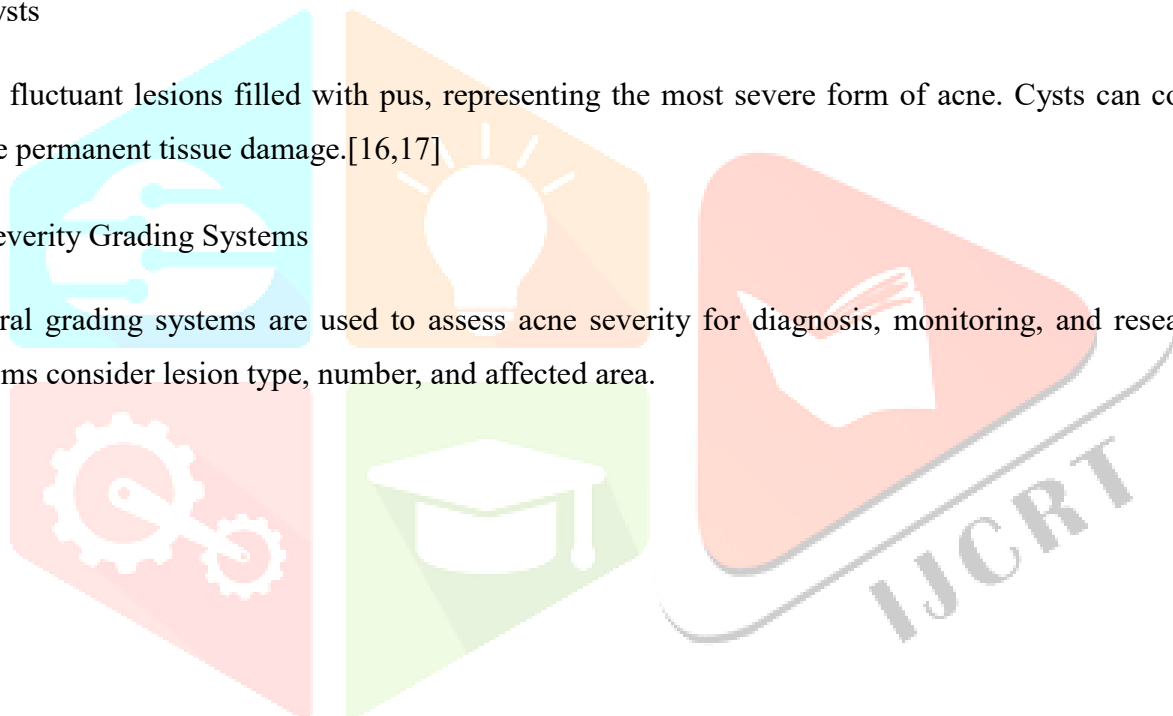 ysts
fluctuant lesions filled with pus, representing the most severe form of acne. Cysts can co
e permanent tissue damage.[16,17]
everity Grading Systems
ral grading systems are used to assess acne severity for diagnosis, monitoring, and resea
ms consider lesion type, number, and affected area.
IJCRT